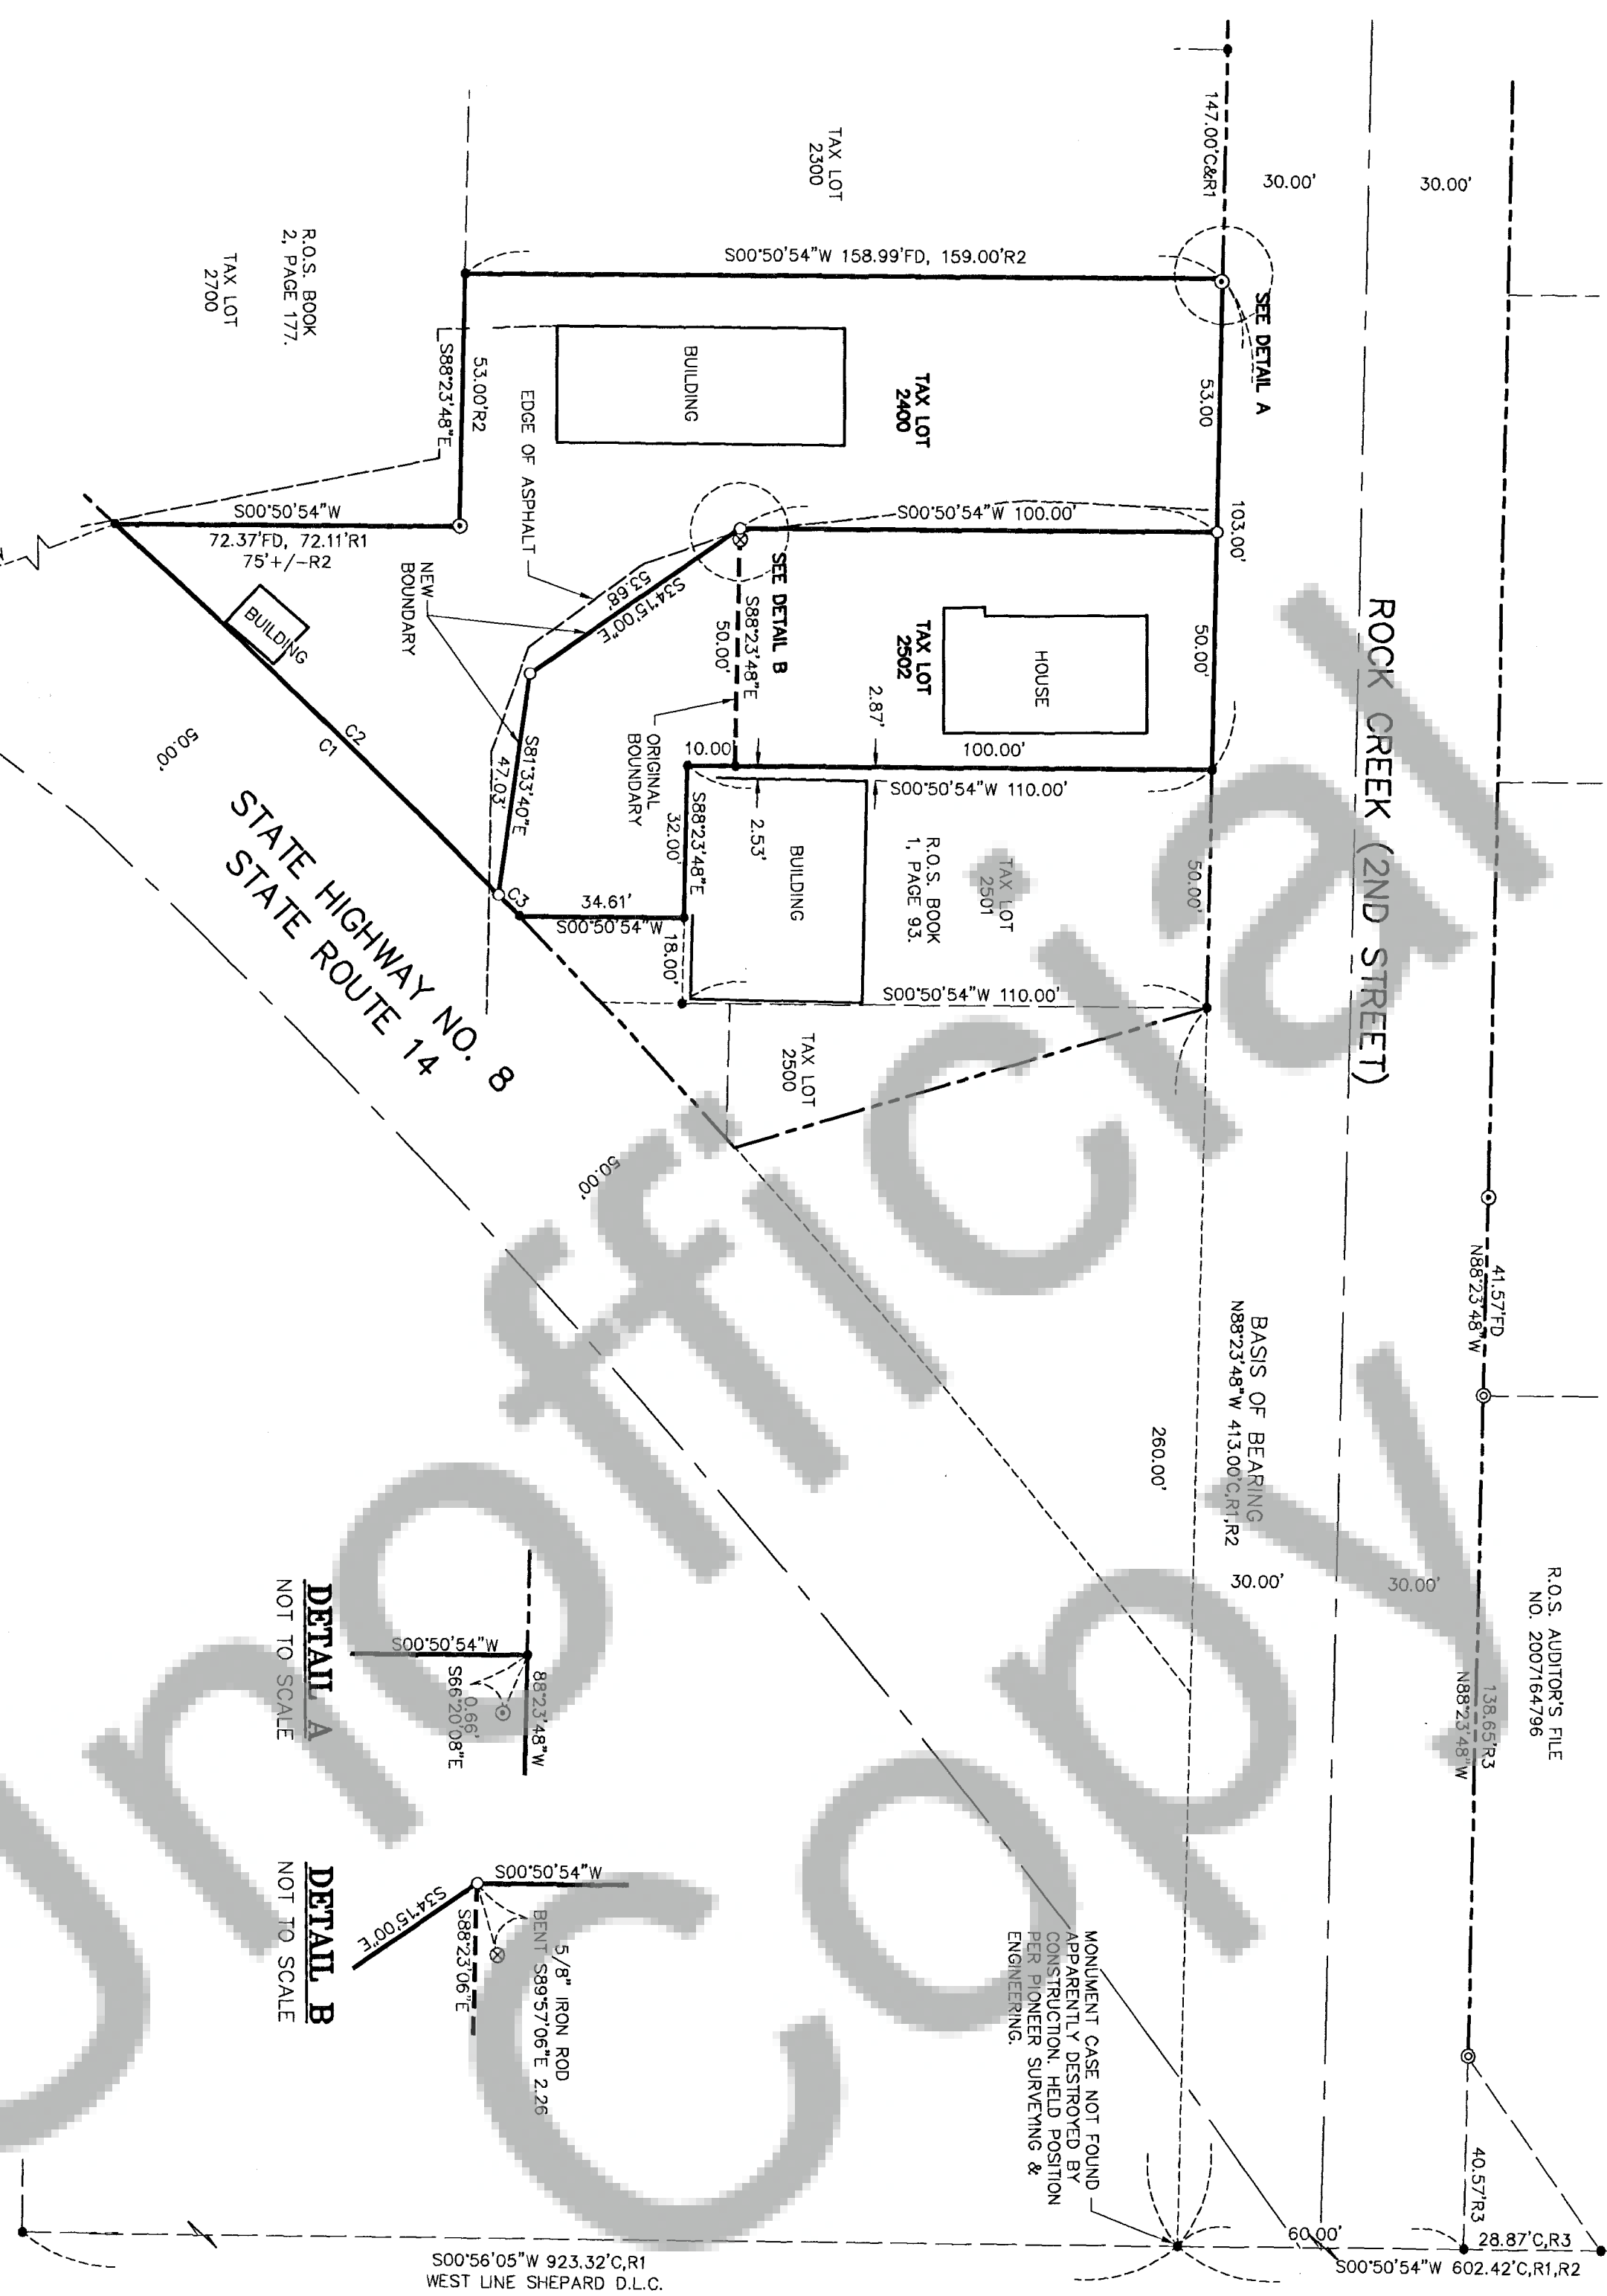 147.00'C&R1
30.00'
30.00'
TAX LOT
2300
S00°50'54"W 158.99'FD, 159.00'R2
SEE DETAIL A
53.00
103.00'
50.00'
50.00'
ROCK CREEK (2ND STREET)
R.O.S. BOOK
2, PAGE 177.
TAX LOT
2700
53.00'R2
S88°23'48"E
BUILDING
TAX LOT
2400
EDGE OF ASPHALT
S00°50'54"W
72.37'FD, 72.11'R1
75'+/-R2
S00°50'54"W 100.00'
SEE DETAIL B
S88°23'48"E
50.00'
TAX LOT
2502
HOUSE
2.87'
S34°15'00"E
53.68'
NEW
BOUNDARY
BUILDING
C2
C1
50.00'
S81°33'40"E
47.03'
ORIGINAL
BOUNDARY
10.00'
100.00'
S00°50'54"W 110.00'
S88°23'48"E
32.00'
2.53'
BUILDING
R.O.S. BOOK
1, PAGE 93.
TAX LOT
2501
C3
34.61'
S00°50'54"W
18.00'
S00°50'54"W 110.00'
TAX LOT
2500
STATE HIGHWAY NO. 8
STATE ROUTE 14
50.00'
41.57'FD
N88°23'48"W
BASIS OF BEARING
N88°23'48"W 413.00'C,R1,R2
260.00'
30.00'
30.00'
R.O.S. AUDITOR'S FILE
NO. 2007164796
138.65'R3
N88°23'48"W
S00°50'54"W
88°23'48"W
0.66'
S66°20'08"E
DETAIL A
NOT TO SCALE
S00°50'54"W
S34°15'00"E
S88°23'06"E
5/8" IRON ROD
BENT S89°57'06"E 2.26
DETAIL B
NOT TO SCALE
MONUMENT CASE NOT FOUND
APPARENTLY DESTROYED BY
CONSTRUCTION. HELD POSITION
PER PIONEER SURVEYING &
ENGINEERING.
40.57'R3
60.00'
28.87'C,R3
S00°50'54"W 602.42'C,R1,R2
S00°56'05"W 923.32'C,R1
WEST LINE SHEPARD D.L.C.
Unofficial
Copy